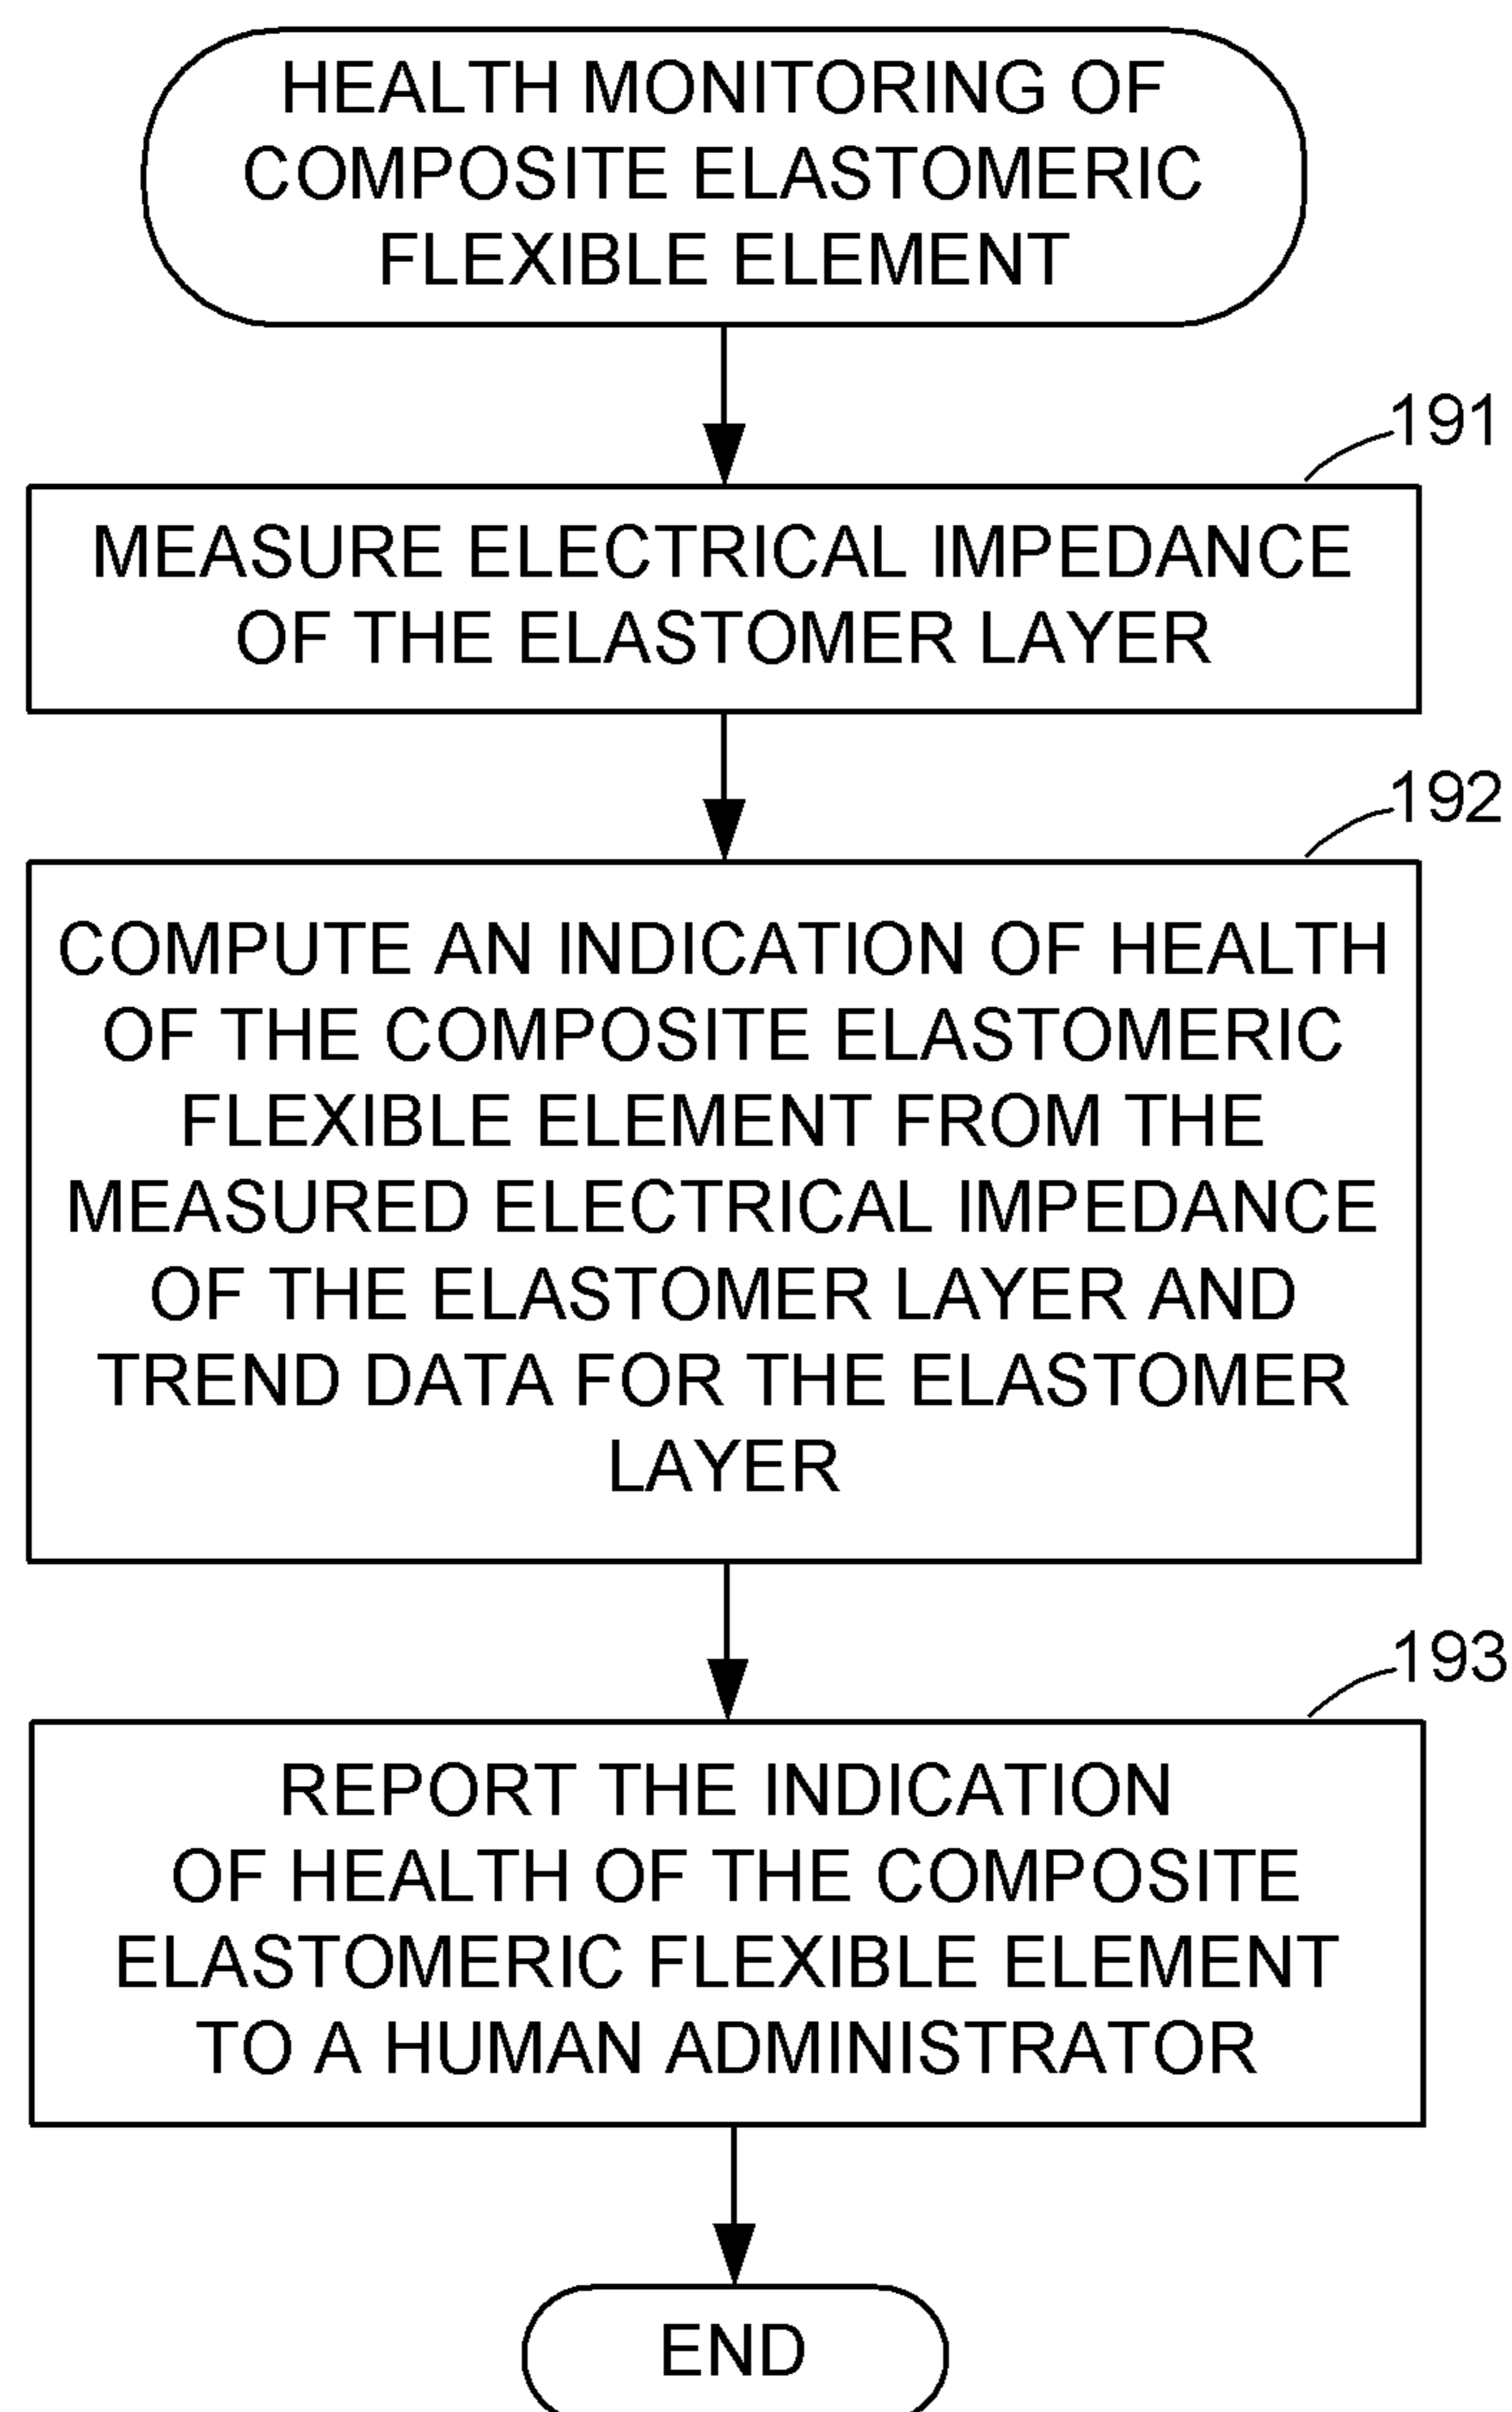 HEALTH MONITORING OF
COMPOSITE ELASTOMERIC
FLEXIBLE ELEMENT
191
MEASURE ELECTRICAL IMPEDANCE
OF THE ELASTOMER LAYER
192
COMPUTE AN INDICATION OF HEALTH
OF THE COMPOSITE ELASTOMERIC
FLEXIBLE ELEMENT FROM THE
MEASURED ELECTRICAL IMPEDANCE
OF THE ELASTOMER LAYER AND
TREND DATA FOR THE ELASTOMER
LAYER
193
REPORT THE INDICATION
OF HEALTH OF THE COMPOSITE
ELASTOMERIC FLEXIBLE ELEMENT
TO A HUMAN ADMINISTRATOR
END